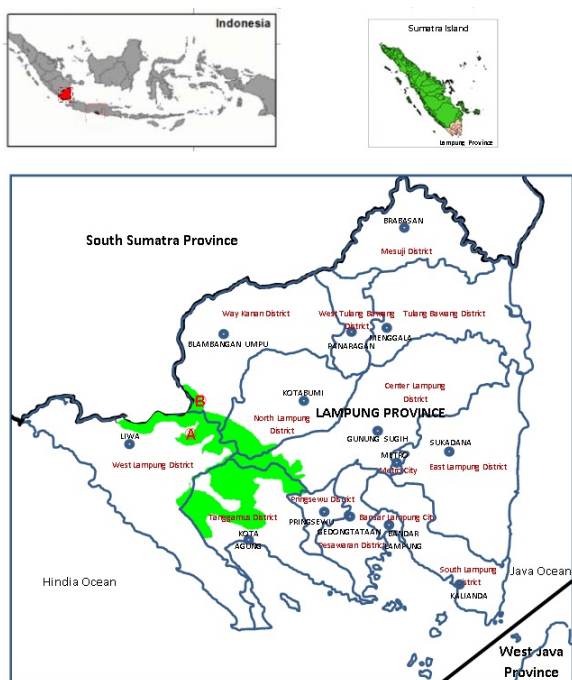 Indonesia
Sumatra Island
Lampung Province
South Sumatra Province
BRABASAN
Mesuji District
Way Kanan District
West Tulang Bawang
District
Tulang Bawang District
BLAMBANGAN UMPU
PANARAGAN
MENGGALA
Center Lampung
District
B
KOTABUMI
North Lampung
District
LAMPUNG PROVINCE
A
LIWA
GUNUNG SUGIH
SUKADANA
METRO
Metro City
West Lampung District
East Lampung District
Pringsewu District
Tanggamus District
PRINGSEWU
Bandar Lampung City
GEDONGTATAAN
BANDAR
LAMPUNG
KOTA
AGUNG
Pesawaran District
Hindia Ocean
South Lampung
District
Java Ocean
KALIANDA
West Java
Province